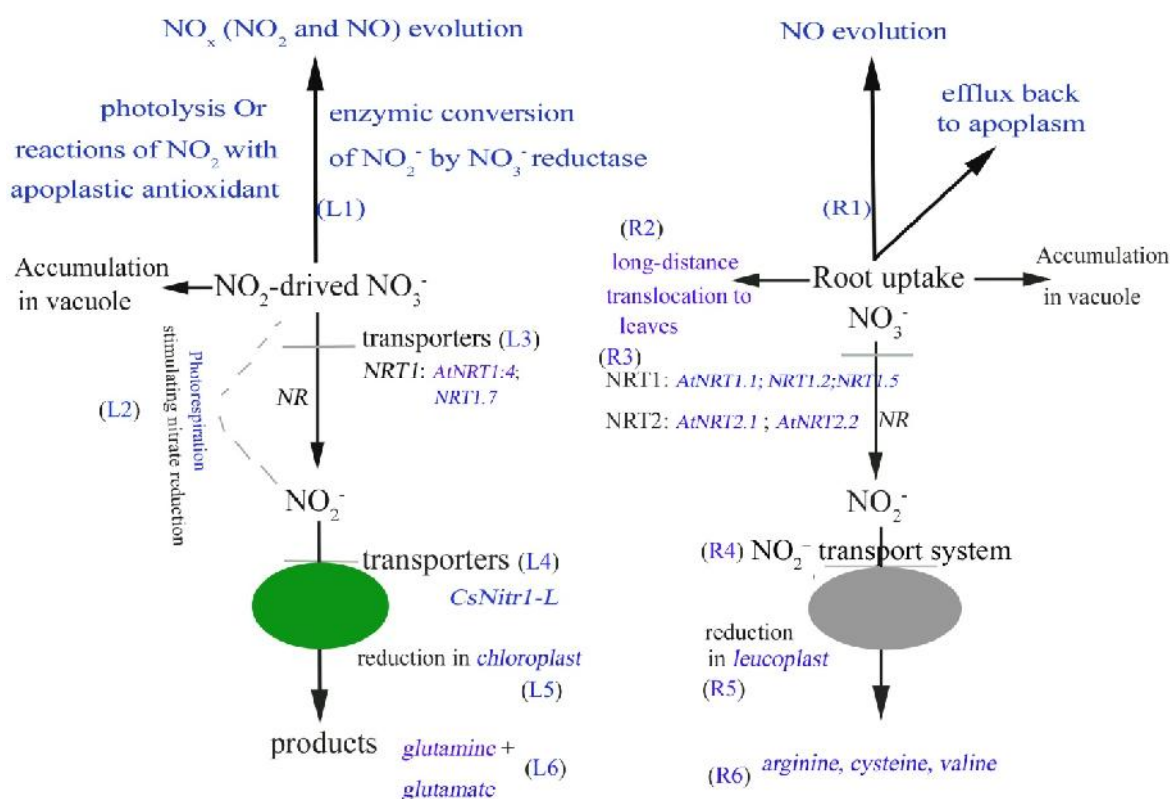 NOx (NO2 and NO) evolution
photolysis Or
reactions of NO2 with
apoplastic antioxidant
enzymic conversion
of NO2- by NO3- reductase
(L1)
Accumulation
in vacuole
NO2-drived NO3-
transporters (L3)
NRT1: AtNRT1:4;
NRT1.7
NR
(L2)
Photorespiration
stimulating nitrate reduction
NO2-
transporters (L4)
CsNitr1-L
reduction in chloroplast
(L5)
products
glutamine +
glutamate
(L6)
NO evolution
efflux back
to apoplasm
(R1)
(R2)
long-distance
translocation to
leaves
Root uptake
NO3-
Accumulation
in vacuole
(R3)
NRT1: AtNRT1.1; NRT1.2;NRT1.5
NRT2: AtNRT2.1 ; AtNRT2.2
NR
NO2-
(R4) NO2- transport system
reduction
in leucoplast
(R5)
(R6) arginine, cysteine, valine